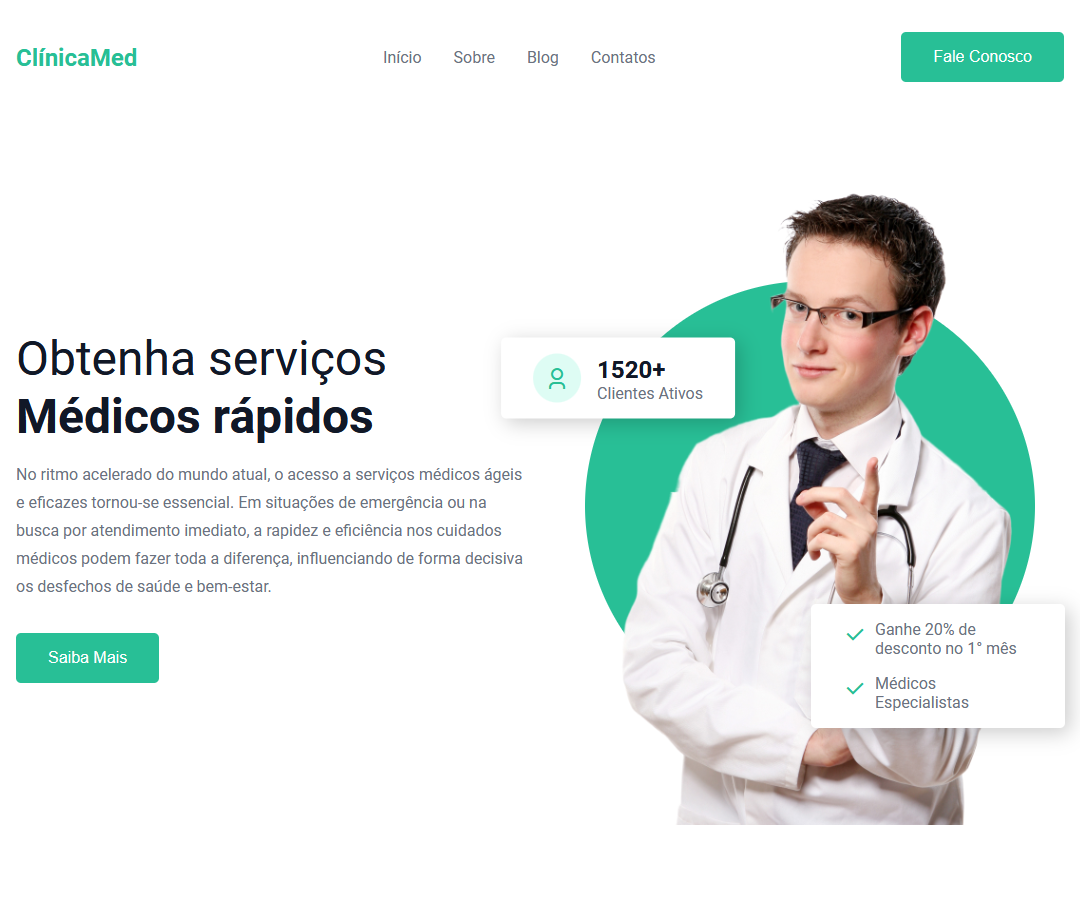 ClínicaMed
Início
Sobre
Blog
Contatos
Fale Conosco
Obtenha serviços
Médicos rápidos
No ritmo acelerado do mundo atual, o acesso a serviços médicos ágeis
e eficazes tornou-se essencial. Em situações de emergência ou na
busca por atendimento imediato, a rapidez e eficiência nos cuidados
médicos podem fazer toda a diferença, influenciando de forma decisiva
os desfechos de saúde e bem-estar.
Saiba Mais
1520+
Clientes Ativos
Ganhe 20% de
desconto no 1° mês
Médicos
Especialistas